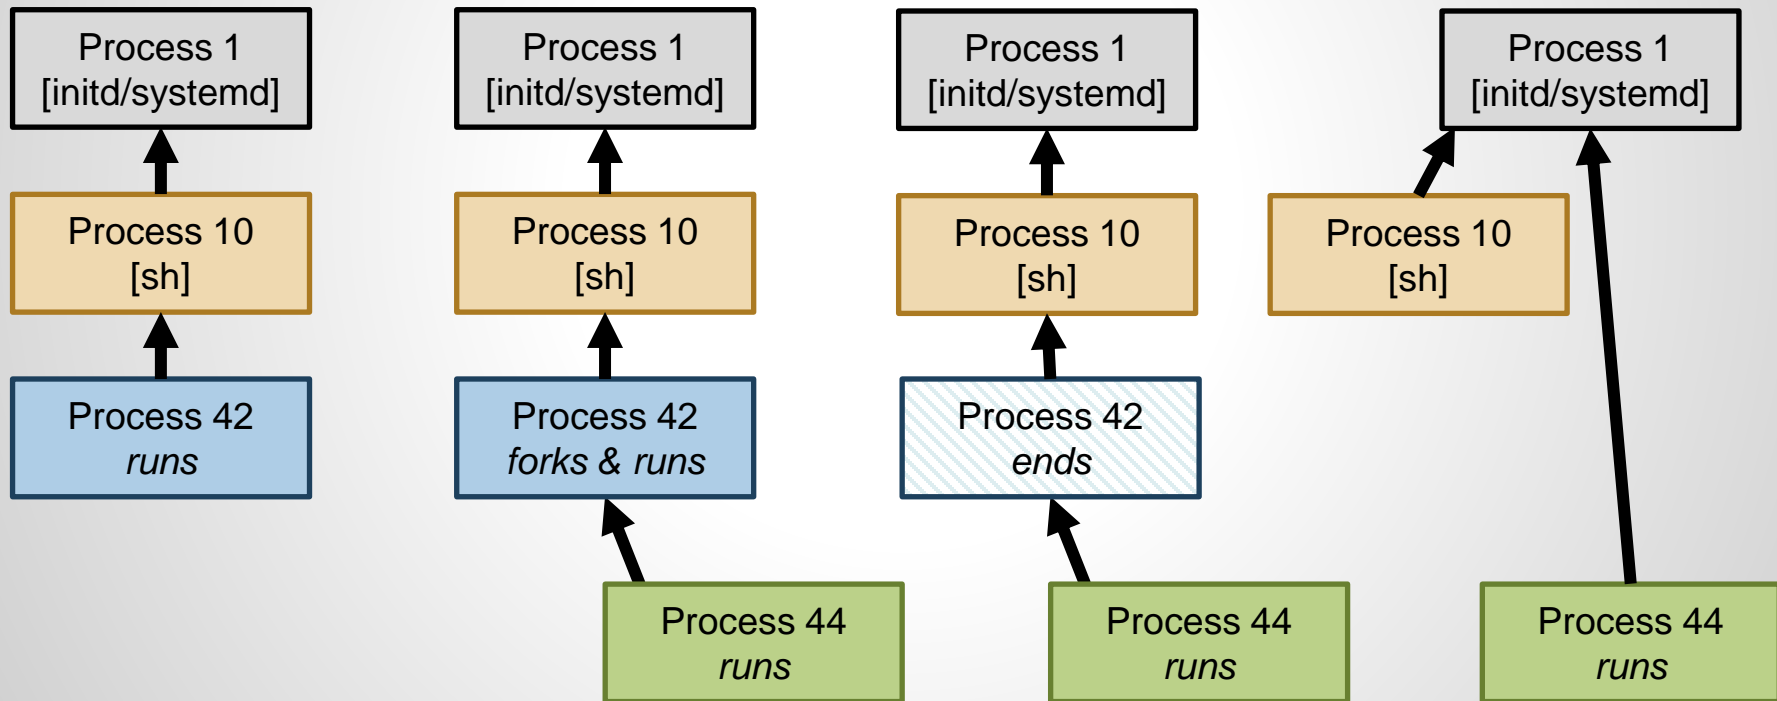 Process 1
[initd/systemd]
Process 10
[sh]
Process 42
runs
Process 1
[initd/systemd]
Process 10
[sh]
Process 42
forks & runs
Process 44
runs
Process 1
[initd/systemd]
Process 10
[sh]
Process 42
ends
Process 44
runs
Process 1
[initd/systemd]
Process 10
[sh]
Process 44
runs